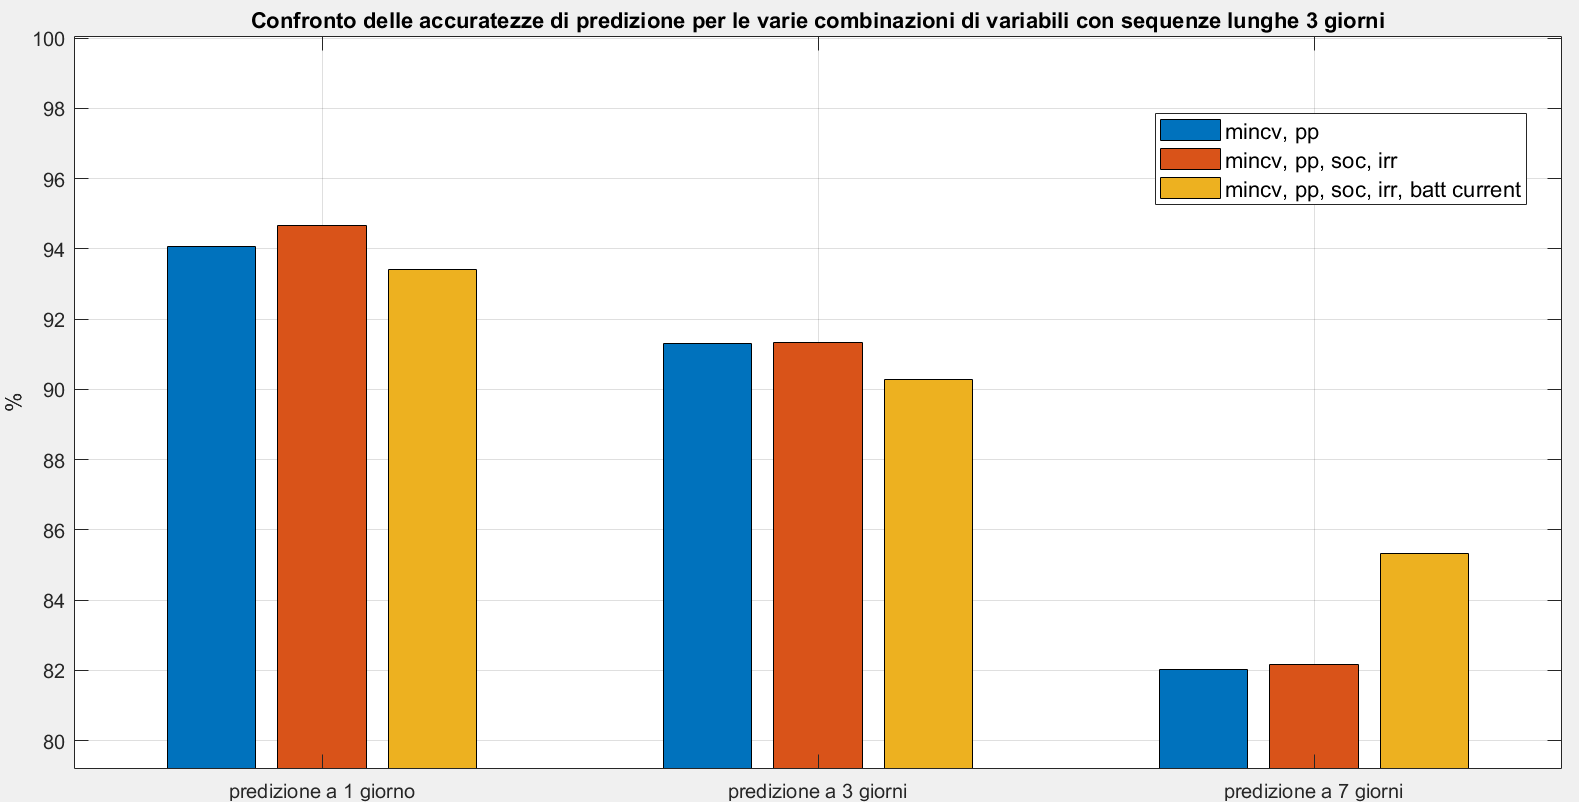 Confronto delle accuratezze di predizione per le varie combinazioni di variabili con sequenze lunghe 3 giorni
100
98
96
94
92
90
88
86
84
82
80
%
mincv, pp
mincv, pp, soc, irr
mincv, pp, soc, irr, batt current
predizione a 1 giorno
predizione a 3 giorni
predizione a 7 giorni